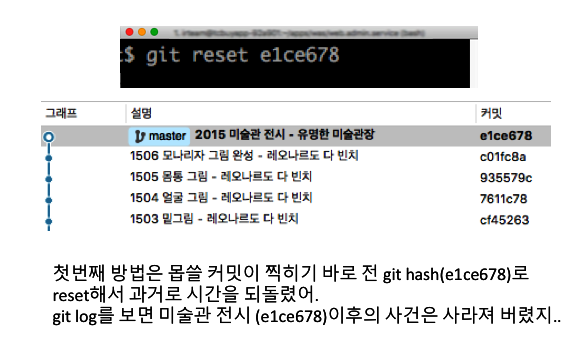 $ git reset e1ce678
그래프 설명 커밋
master 2015 미술관 전시 - 유명한 미술관장 e1ce678
1506 모나리자 그림 완성 - 레오나르도 다 빈치 c01fc8a
1505 몸통 그림 - 레오나르도 다 빈치 935579c
1504 얼굴 그림 - 레오나르도 다 빈치 7611c78
1503 밑그림 - 레오나르도 다 빈치 cf45263
첫번째 방법은 몹쓸 커밋이 찍히기 바로 전 git hash(e1ce678)로
reset해서 과거로 시간을 되돌렸어.
git log를 보면 미술관 전시 (e1ce678)이후의 사건은 사라져 버렸지..